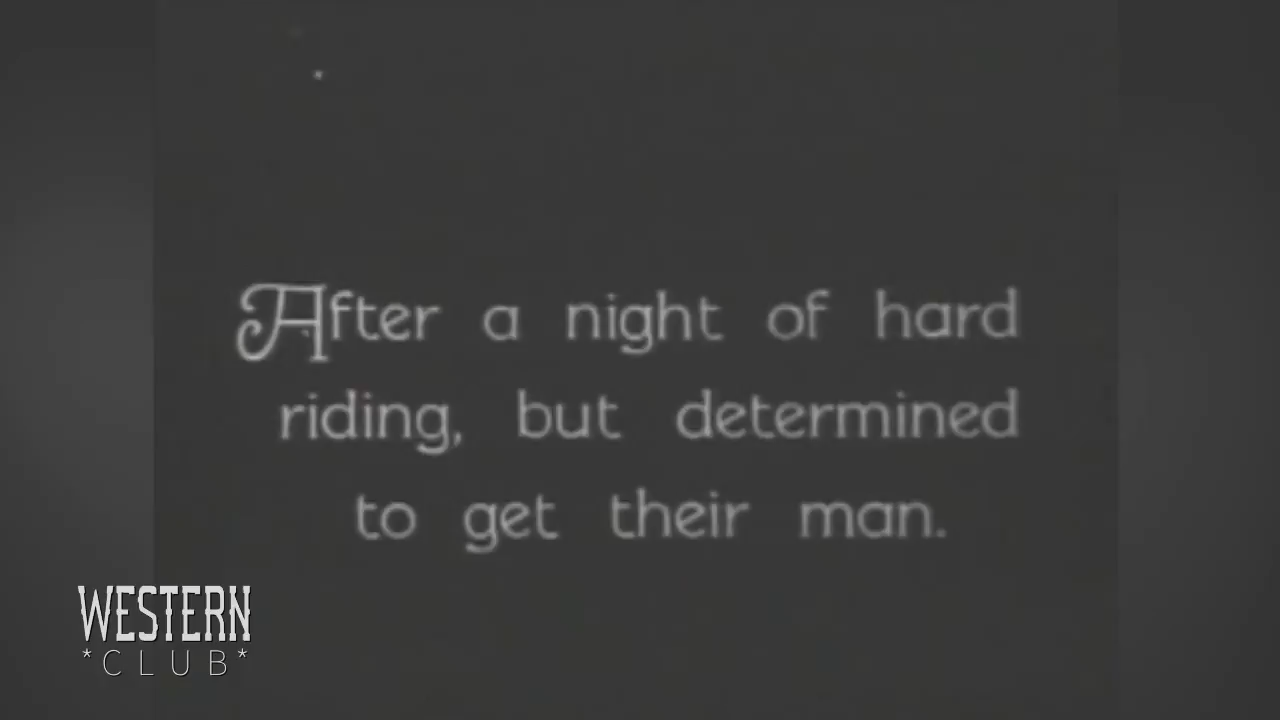 After a night of hard
riding, but determined
to get their man.
WESTERN
*CLUB*